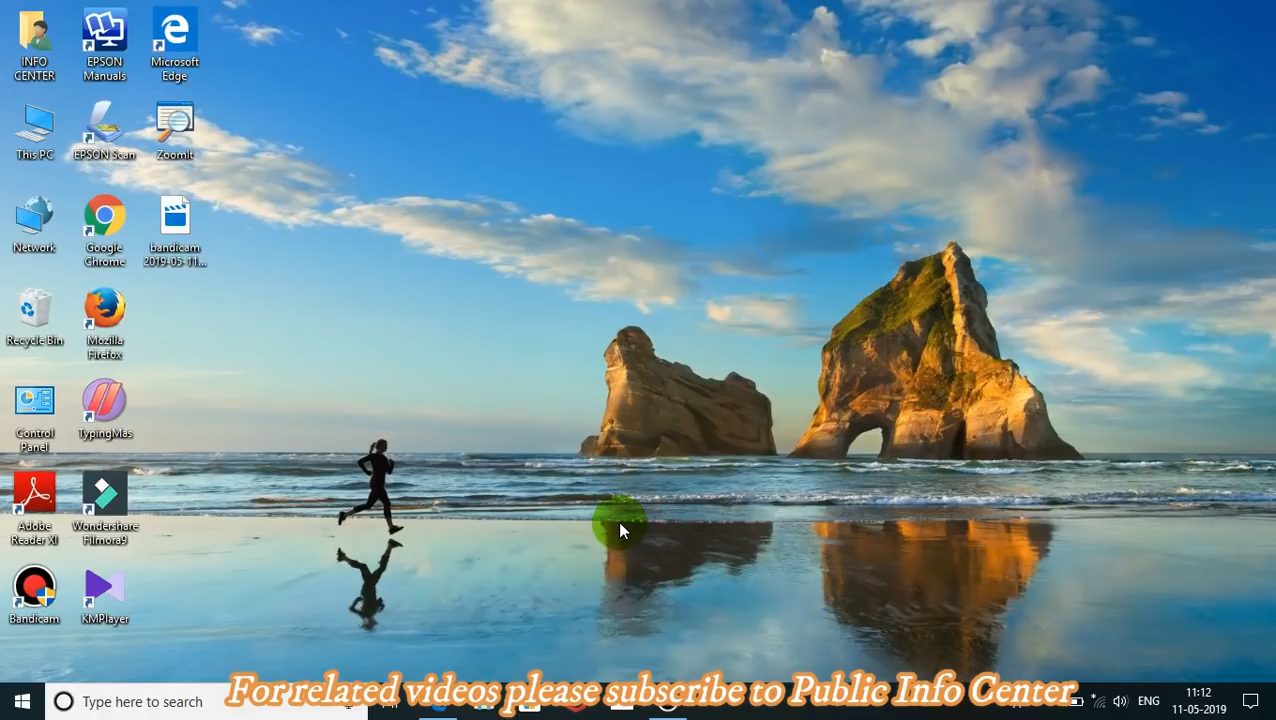 INFO
CENTER
EPSON
Manuals
Microsoft
Edge
This PC
EPSON Scan
ZoomIt
Network
Google
Chrome
bandicam
2019-05-11...
Recycle Bin
Mozilla
Firefox
Control
Panel
TypingMas
Adobe
Reader XI
Wondershare
Filmora9
Bandicam
KMPlayer
Type here to search
For related videos please subscribe to Public Info Center
ENG
11:12
11-05-2019